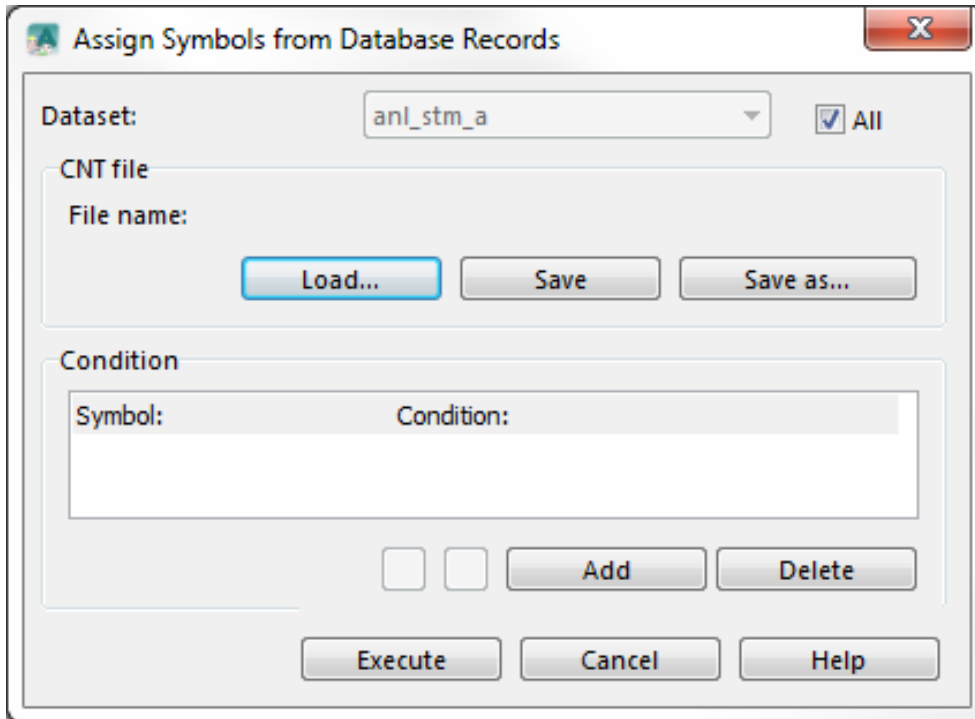 Assign Symbols from Database Records
Dataset: anl_stm_a All
CNT file
File name:
Load... Save Save as...
Condition
Symbol: Condition:
Add Delete
Execute Cancel Help